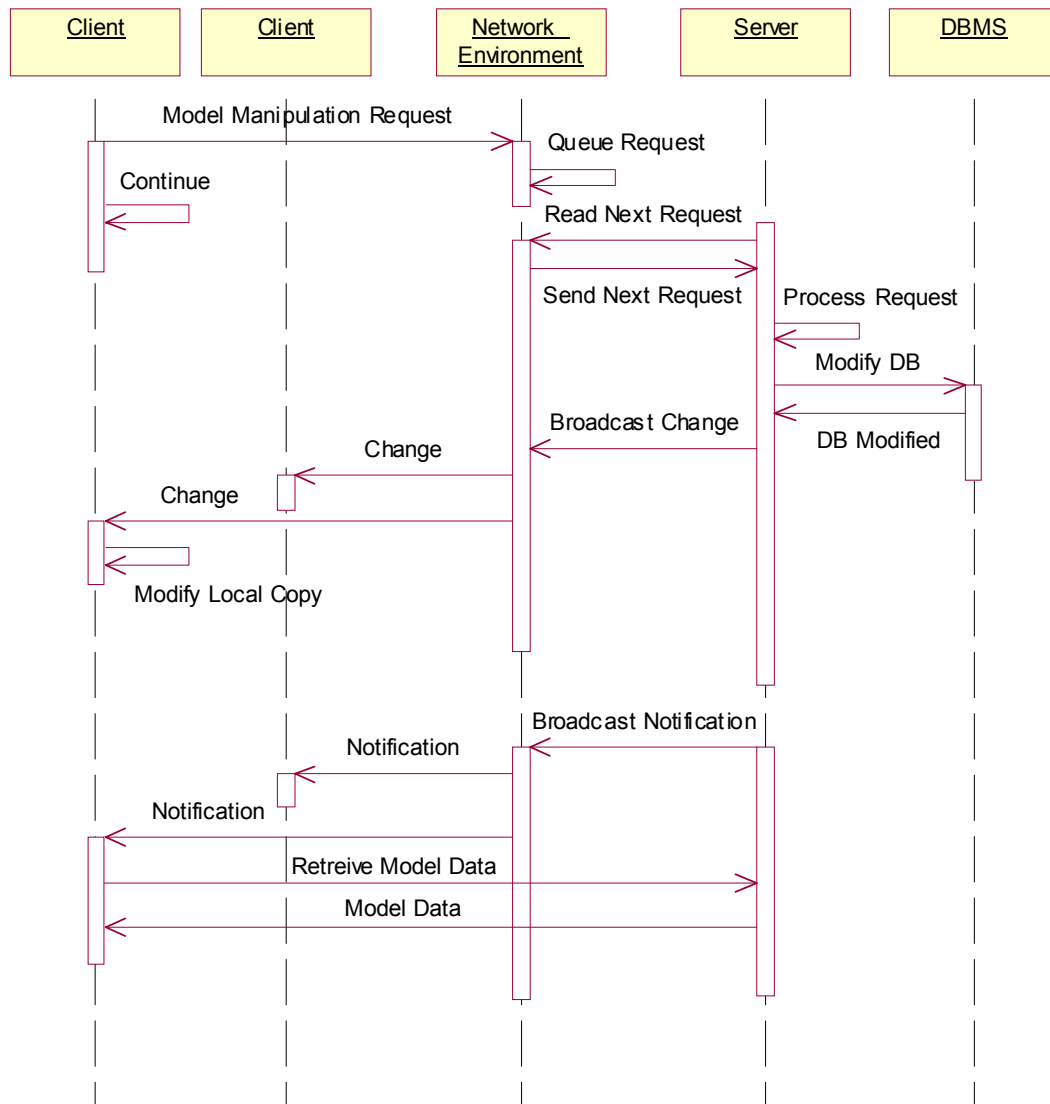 Client
Client
Network
Environment
Server
DBMS
Model Manipulation Request
Queue Request
Continue
Read Next Request
Send Next Request
Process Request
Modify DB
Broadcast Change
DB Modified
Change
Change
Modify Local Copy
Broadcast Notification
Notification
Notification
Retreive Model Data
Model Data